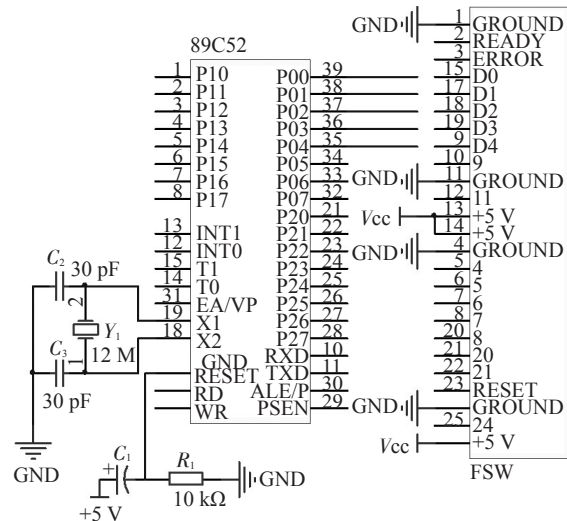 89C52
1 P10
2 P11
3 P12
4 P13
5 P14
6 P15
7 P16
8 P17
13 INT1
12 INT0
15 T1
14 T0
31 EA/VP
19 X1
18 X2
GND
RESET
RD
WR
P00 39
P01 38
P02 37
P03 36
P04 35
P05 34
P06 33
P07 32
P20 21
P21 22
P22 23
P23 24
P24 25
P25 26
P26 27
P27 28
RXD 10
TXD 11
ALE/P 30
PSEN 29
C2
30 pF
2
Y1
12 M
1
C3
30 pF
GND
C1
+
+5 V
R1
10 kΩ
GND
GND
1 GROUND
2 READY
3 ERROR
15 D0
17 D1
18 D2
19 D3
9 D4
10 9
GND
11 GROUND
12 11
Vcc
13 +5 V
14 +5 V
GND
4 GROUND
5 4
6 5
7 6
8 7
20 8
21 20
22 21
23 RESET
GND
GROUND
25 24
Vcc
+5 V
FSW